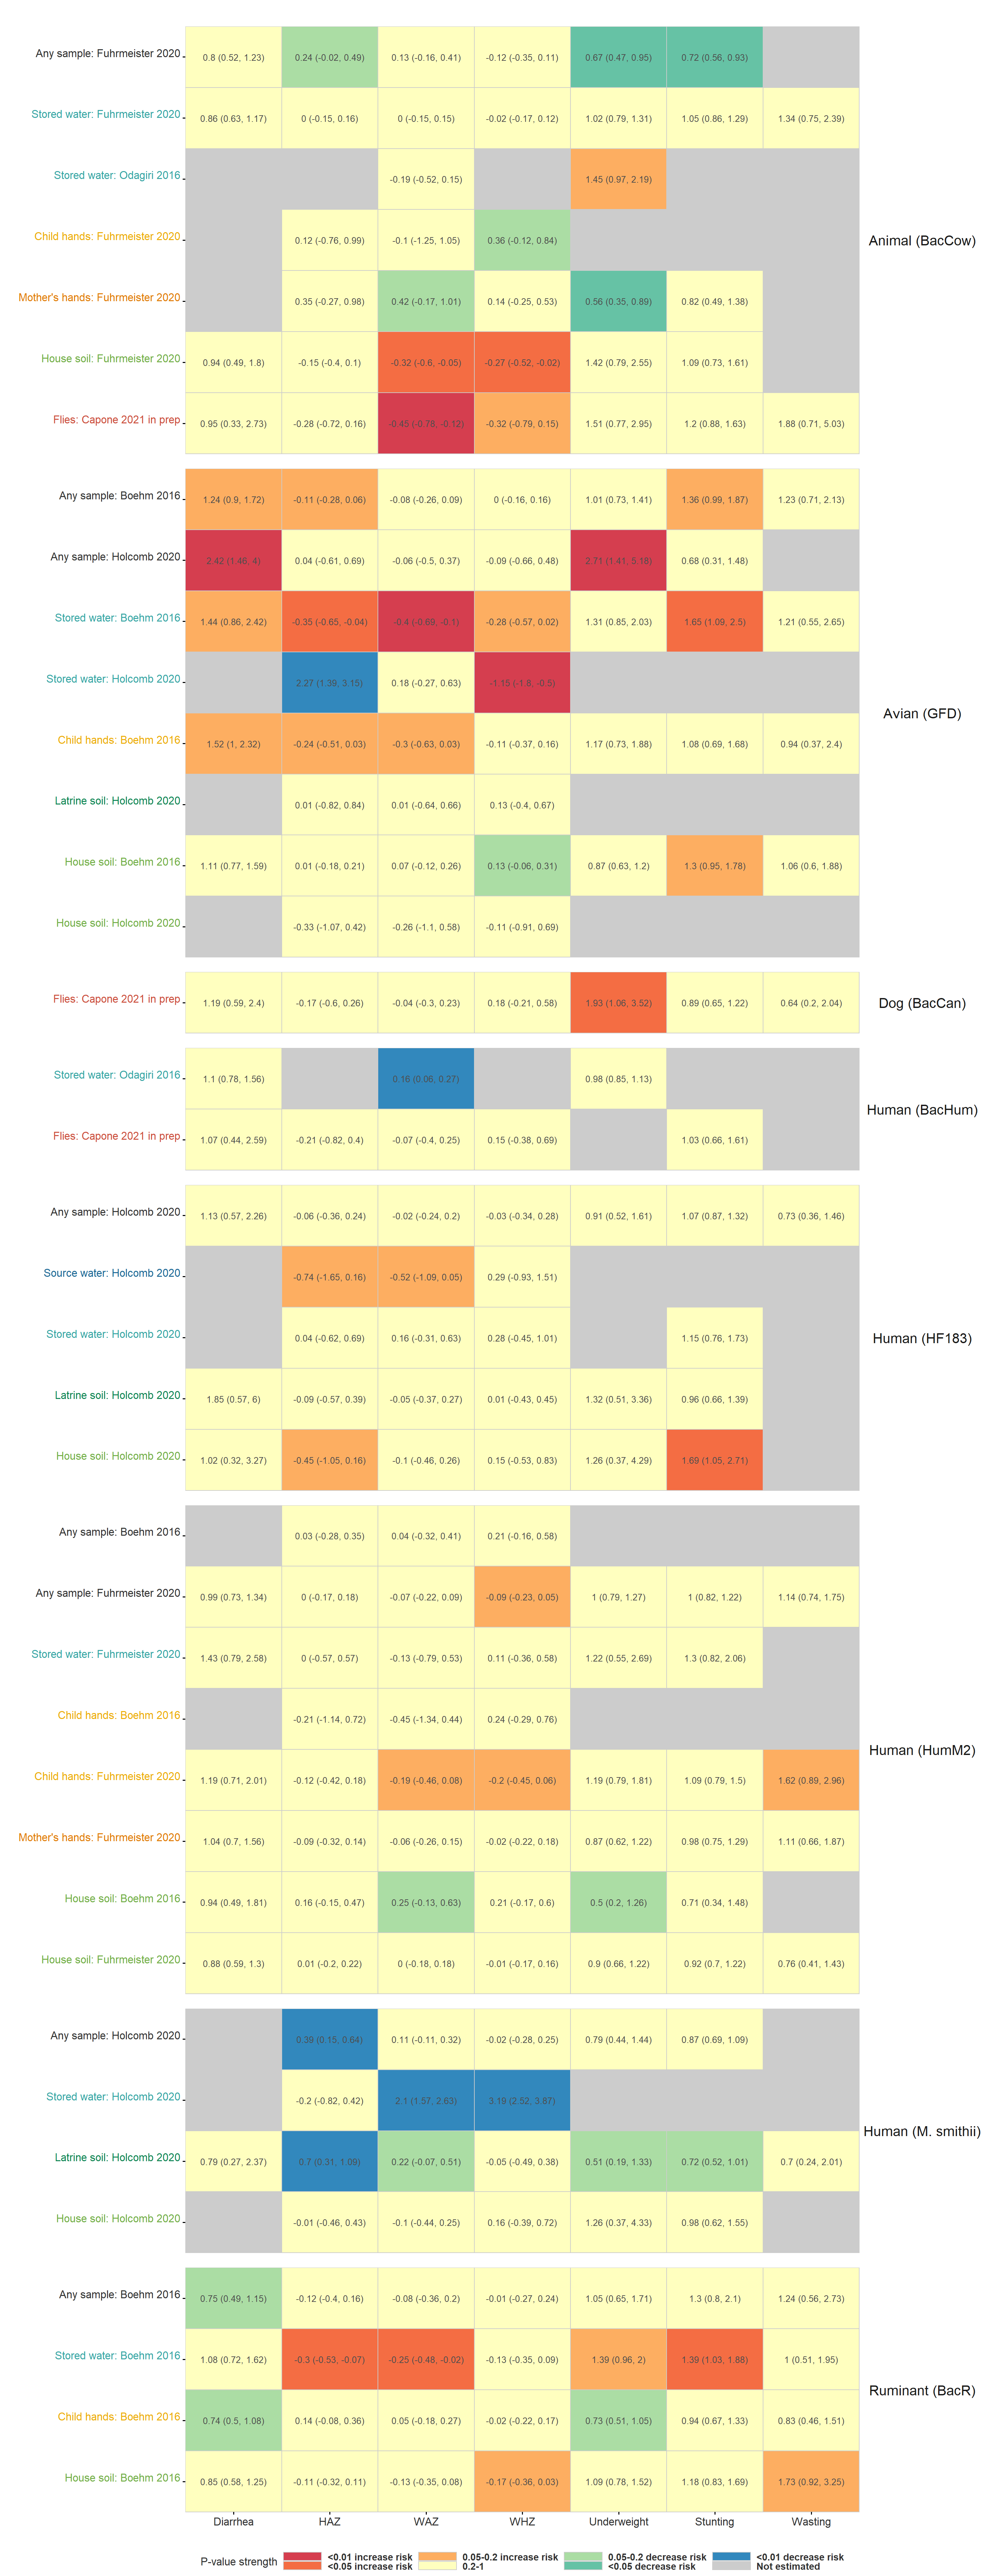 Any sample: Fuhrmeister 2020 0.8 (0.52, 1.23) 0.24 (-0.02, 0.49) 0.13 (-0.16, 0.41) -0.12 (-0.35, 0.11) 0.67 (0.47, 0.95) 0.72 (0.56, 0.93)
Stored water: Fuhrmeister 2020 0.86 (0.63, 1.17) 0 (-0.15, 0.16) 0 (-0.15, 0.15) -0.02 (-0.17, 0.12) 1.02 (0.79, 1.31) 1.05 (0.86, 1.29) 1.34 (0.75, 2.39)
Stored water: Odagiri 2016 -0.19 (-0.52, 0.15) 1.45 (0.97, 2.19)
Child hands: Fuhrmeister 2020 0.12 (-0.76, 0.99) -0.1 (-1.25, 1.05) 0.36 (-0.12, 0.84)
Animal (BacCow)
Mother's hands: Fuhrmeister 2020 0.35 (-0.27, 0.98) 0.42 (-0.17, 1.01) 0.14 (-0.25, 0.53) 0.56 (0.35, 0.89) 0.82 (0.49, 1.38)
House soil: Fuhrmeister 2020 0.94 (0.49, 1.8) -0.15 (-0.4, 0.1) -0.32 (-0.6, -0.05) -0.27 (-0.52, -0.02) 1.42 (0.79, 2.55) 1.09 (0.73, 1.61)
Flies: Capone 2021 in prep 0.95 (0.33, 2.73) -0.28 (-0.72, 0.16) -0.45 (-0.78, -0.12) -0.32 (-0.79, 0.15) 1.51 (0.77, 2.95) 1.2 (0.88, 1.63) 1.88 (0.71, 5.03)
Any sample: Boehm 2016 1.24 (0.9, 1.72) -0.11 (-0.28, 0.06) -0.08 (-0.26, 0.09) 0 (-0.16, 0.16) 1.01 (0.73, 1.41) 1.36 (0.99, 1.87) 1.23 (0.71, 2.13)
Any sample: Holcomb 2020 2.42 (1.46, 4) 0.04 (-0.61, 0.69) -0.06 (-0.5, 0.37) -0.09 (-0.66, 0.48) 2.71 (1.41, 5.18) 0.68 (0.31, 1.48)
Stored water: Boehm 2016 1.44 (0.86, 2.42) -0.35 (-0.65, -0.04) -0.4 (-0.69, -0.1) -0.28 (-0.57, 0.02) 1.31 (0.85, 2.03) 1.65 (1.09, 2.5) 1.21 (0.55, 2.65)
Stored water: Holcomb 2020 2.27 (1.39, 3.15) 0.18 (-0.27, 0.63) -1.15 (-1.8, -0.5)
Avian (GFD)
Child hands: Boehm 2016 1.52 (1, 2.32) -0.24 (-0.51, 0.03) -0.3 (-0.63, 0.03) -0.11 (-0.37, 0.16) 1.17 (0.73, 1.88) 1.08 (0.69, 1.68) 0.94 (0.37, 2.4)
Latrine soil: Holcomb 2020 0.01 (-0.82, 0.84) 0.01 (-0.64, 0.66) 0.13 (-0.4, 0.67)
House soil: Boehm 2016 1.11 (0.77, 1.59) 0.01 (-0.18, 0.21) 0.07 (-0.12, 0.26) 0.13 (-0.06, 0.31) 0.87 (0.63, 1.2) 1.3 (0.95, 1.78) 1.06 (0.6, 1.88)
House soil: Holcomb 2020 -0.33 (-1.07, 0.42) -0.26 (-1.1, 0.58) -0.11 (-0.91, 0.69)
Flies: Capone 2021 in prep 1.19 (0.59, 2.4) -0.17 (-0.6, 0.26) -0.04 (-0.3, 0.23) 0.18 (-0.21, 0.58) 1.93 (1.06, 3.52) 0.89 (0.65, 1.22) 0.64 (0.2, 2.04)
Dog (BacCan)
Stored water: Odagiri 2016 1.1 (0.78, 1.56) 0.16 (0.06, 0.27) 0.98 (0.85, 1.13)
Human (BacHum)
Flies: Capone 2021 in prep 1.07 (0.44, 2.59) -0.21 (-0.82, 0.4) -0.07 (-0.4, 0.25) 0.15 (-0.38, 0.69) 1.03 (0.66, 1.61)
Any sample: Holcomb 2020 1.13 (0.57, 2.26) -0.06 (-0.36, 0.24) -0.02 (-0.24, 0.2) -0.03 (-0.34, 0.28) 0.91 (0.52, 1.61) 1.07 (0.87, 1.32) 0.73 (0.36, 1.46)
Source water: Holcomb 2020 -0.74 (-1.65, 0.16) -0.52 (-1.09, 0.05) 0.29 (-0.93, 1.51)
Stored water: Holcomb 2020 0.04 (-0.62, 0.69) 0.16 (-0.31, 0.63) 0.28 (-0.45, 1.01) 1.15 (0.76, 1.73)
Human (HF183)
Latrine soil: Holcomb 2020 1.85 (0.57, 6) -0.09 (-0.57, 0.39) -0.05 (-0.37, 0.27) 0.01 (-0.43, 0.45) 1.32 (0.51, 3.36) 0.96 (0.66, 1.39)
House soil: Holcomb 2020 1.02 (0.32, 3.27) -0.45 (-1.05, 0.16) -0.1 (-0.46, 0.26) 0.15 (-0.53, 0.83) 1.26 (0.37, 4.29) 1.69 (1.05, 2.71)
Any sample: Boehm 2016 0.03 (-0.28, 0.35) 0.04 (-0.32, 0.41) 0.21 (-0.16, 0.58)
Any sample: Fuhrmeister 2020 0.99 (0.73, 1.34) 0 (-0.17, 0.18) -0.07 (-0.22, 0.09) -0.09 (-0.23, 0.05) 1 (0.79, 1.27) 1 (0.82, 1.22) 1.14 (0.74, 1.75)
Stored water: Fuhrmeister 2020 1.43 (0.79, 2.58) 0 (-0.57, 0.57) -0.13 (-0.79, 0.53) 0.11 (-0.36, 0.58) 1.22 (0.55, 2.69) 1.3 (0.82, 2.06)
Child hands: Boehm 2016 -0.21 (-1.14, 0.72) -0.45 (-1.34, 0.44) 0.24 (-0.29, 0.76)
Human (HumM2)
Child hands: Fuhrmeister 2020 1.19 (0.71, 2.01) -0.12 (-0.42, 0.18) -0.19 (-0.46, 0.08) -0.2 (-0.45, 0.06) 1.19 (0.79, 1.81) 1.09 (0.79, 1.5) 1.62 (0.89, 2.96)
Mother's hands: Fuhrmeister 2020 1.04 (0.7, 1.56) -0.09 (-0.32, 0.14) -0.06 (-0.26, 0.15) -0.02 (-0.22, 0.18) 0.87 (0.62, 1.22) 0.98 (0.75, 1.29) 1.11 (0.66, 1.87)
House soil: Boehm 2016 0.94 (0.49, 1.81) 0.16 (-0.15, 0.47) 0.25 (-0.13, 0.63) 0.21 (-0.17, 0.6) 0.5 (0.2, 1.26) 0.71 (0.34, 1.48)
House soil: Fuhrmeister 2020 0.88 (0.59, 1.3) 0.01 (-0.2, 0.22) 0 (-0.18, 0.18) -0.01 (-0.17, 0.16) 0.9 (0.66, 1.22) 0.92 (0.7, 1.22) 0.76 (0.41, 1.43)
Any sample: Holcomb 2020 0.39 (0.15, 0.64) 0.11 (-0.11, 0.32) -0.02 (-0.28, 0.25) 0.79 (0.44, 1.44) 0.87 (0.69, 1.09)
Stored water: Holcomb 2020 -0.2 (-0.82, 0.42) 2.1 (1.57, 2.63) 3.19 (2.52, 3.87)
Human (M. smithii)
Latrine soil: Holcomb 2020 0.79 (0.27, 2.37) 0.7 (0.31, 1.09) 0.22 (-0.07, 0.51) -0.05 (-0.49, 0.38) 0.51 (0.19, 1.33) 0.72 (0.52, 1.01) 0.7 (0.24, 2.01)
House soil: Holcomb 2020 -0.01 (-0.46, 0.43) -0.1 (-0.44, 0.25) 0.16 (-0.39, 0.72) 1.26 (0.37, 4.33) 0.98 (0.62, 1.55)
Any sample: Boehm 2016 0.75 (0.49, 1.15) -0.12 (-0.4, 0.16) -0.08 (-0.36, 0.2) -0.01 (-0.27, 0.24) 1.05 (0.65, 1.71) 1.3 (0.8, 2.1) 1.24 (0.56, 2.73)
Stored water: Boehm 2016 1.08 (0.72, 1.62) -0.3 (-0.53, -0.07) -0.25 (-0.48, -0.02) -0.13 (-0.35, 0.09) 1.39 (0.96, 2) 1.39 (1.03, 1.88) 1 (0.51, 1.95)
Ruminant (BacR)
Child hands: Boehm 2016 0.74 (0.5, 1.08) 0.14 (-0.08, 0.36) 0.05 (-0.18, 0.27) -0.02 (-0.22, 0.17) 0.73 (0.51, 1.05) 0.94 (0.67, 1.33) 0.83 (0.46, 1.51)
House soil: Boehm 2016 0.85 (0.58, 1.25) -0.11 (-0.32, 0.11) -0.13 (-0.35, 0.08) -0.17 (-0.36, 0.03) 1.09 (0.78, 1.52) 1.18 (0.83, 1.69) 1.73 (0.92, 3.25)
Diarrhea HAZ WAZ WHZ Underweight Stunting Wasting
P-value strength
<0.01 increase risk 0.05-0.2 increase risk 0.05-0.2 decrease risk <0.01 decrease risk
<0.05 increase risk 0.2-1 <0.05 decrease risk Not estimated